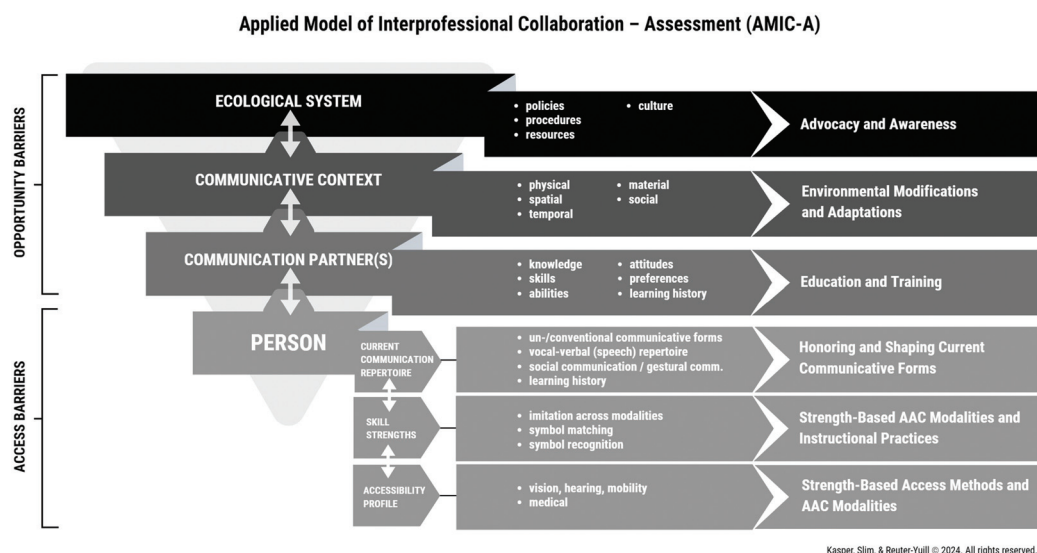 Applied Model of Interprofessional Collaboration – Assessment (AMIC-A)
OPPORTUNITY BARRIERS
ECOLOGICAL SYSTEM
• policies
• procedures
• resources
• culture
Advocacy and Awareness
COMMUNICATIVE CONTEXT
• physical
• spatial
• temporal
• material
• social
Environmental Modifications
and Adaptations
COMMUNICATION PARTNER(S)
• knowledge
• skills
• abilities
• attitudes
• preferences
• learning history
Education and Training
ACCESS BARRIERS
PERSON
CURRENT
COMMUNICATION
REPERTOIRE
• un-/conventional communicative forms
• vocal-verbal (speech) repertoire
• social communication / gestural comm.
• learning history
Honoring and Shaping Current
Communicative Forms
SKILL
STRENGTHS
• imitation across modalities
• symbol matching
• symbol recognition
Strength-Based AAC Modalities and
Instructional Practices
ACCESSIBILITY
PROFILE
• vision, hearing, mobility
• medical
Strength-Based Access Methods and
AAC Modalities
Kasper, Slim, & Reuter-Yuill © 2024. All rights reserved.